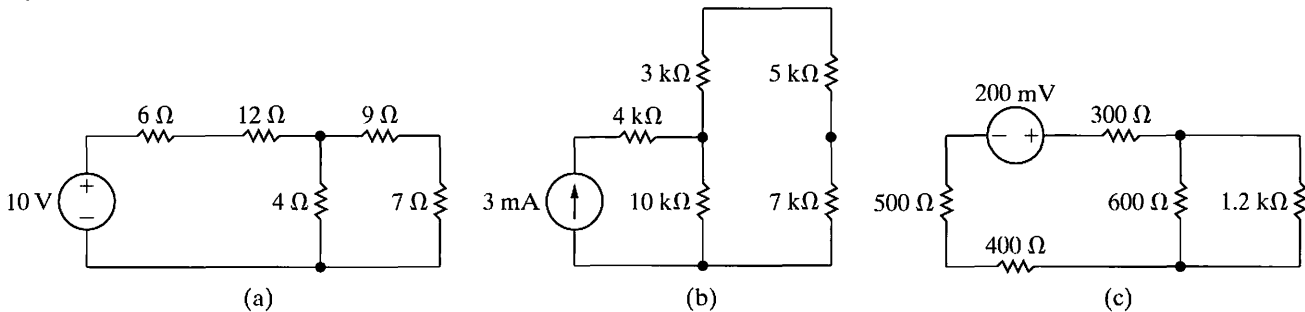 6 Ω
12 Ω
9 Ω
10 V
+
−
4 Ω
7 Ω
(a)
3 kΩ
5 kΩ
4 kΩ
3 mA
10 kΩ
7 kΩ
(b)
200 mV
− +
300 Ω
500 Ω
600 Ω
1.2 kΩ
400 Ω
(c)